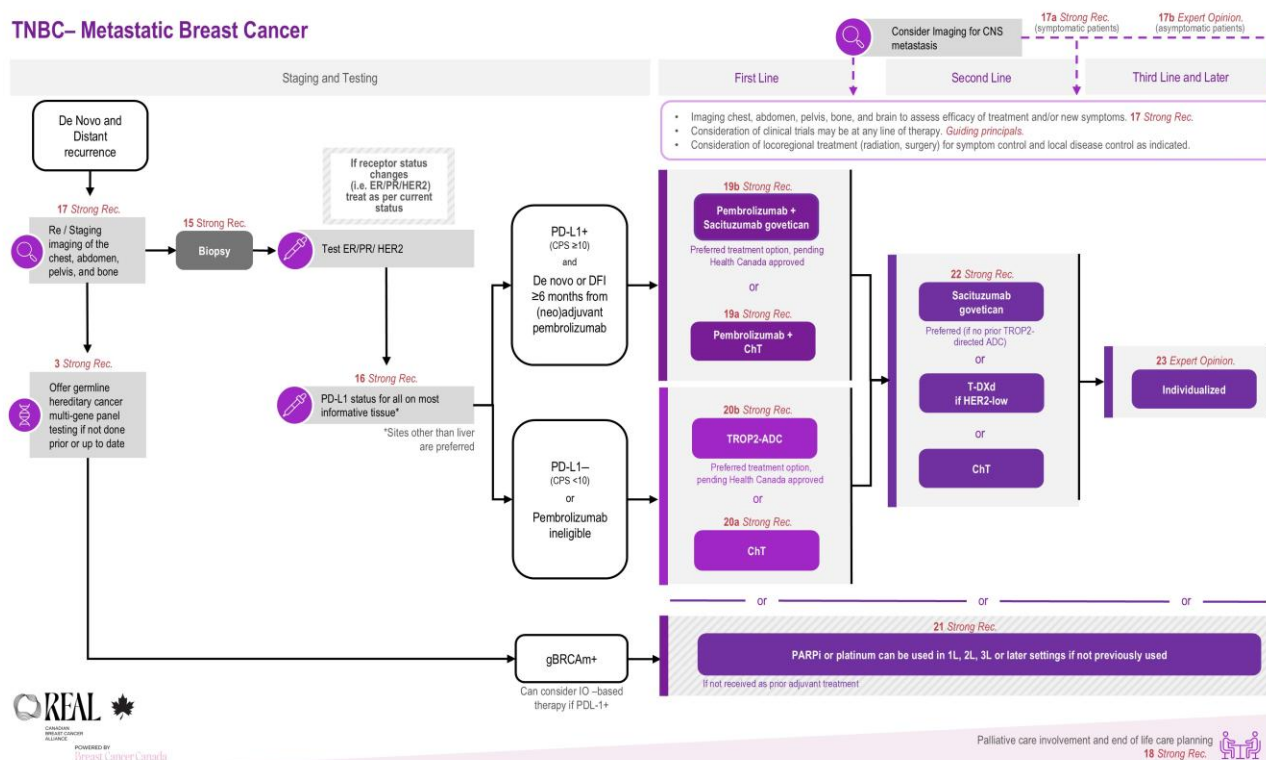 TNBC– Metastatic Breast Cancer
Consider Imaging for CNS
metastasis
17a Strong Rec.
(symptomatic patients)
17b Expert Opinion.
(asymptomatic patients)
Staging and Testing
First Line
Second Line
Third Line and Later
• Imaging chest, abdomen, pelvis, bone, and brain to assess efficacy of treatment and/or new symptoms. 17 Strong Rec.
• Consideration of clinical trials may be at any line of therapy. Guiding principals.
• Consideration of locoregional treatment (radiation, surgery) for symptom control and local disease control as indicated.
De Novo and
Distant
recurrence
17 Strong Rec.
Re / Staging
imaging of the
chest, abdomen,
pelvis, and bone
15 Strong Rec.
Biopsy
If receptor status
changes
(i.e. ER/PR/HER2)
treat as per current
status
Test ER/PR/ HER2
3 Strong Rec.
Offer germline
hereditary cancer
multi-gene panel
testing if not done
prior or up to date
16 Strong Rec.
PD-L1 status for all on most
informative tissue*
*Sites other than liver
are preferred
PD-L1+
(CPS ≥10)
and
De novo or DFI
≥6 months from
(neo)adjuvant
pembrolizumab
PD-L1–
(CPS <10)
or
Pembrolizumab
ineligible
19b Strong Rec.
Pembrolizumab +
Sacituzumab govetican
Preferred treatment option, pending
Health Canada approved
or
19a Strong Rec.
Pembrolizumab +
ChT
20b Strong Rec.
TROP2-ADC
Preferred treatment option,
pending Health Canada approved
or
20a Strong Rec.
ChT
22 Strong Rec.
Sacituzumab
govetican
Preferred (if no prior TROP2-
directed ADC)
or
T-DXd
if HER2-low
or
ChT
23 Expert Opinion.
Individualized
or
or
or
gBRCAm+
Can consider IO –based
therapy if PDL-1+
21 Strong Rec.
PARPi or platinum can be used in 1L, 2L, 3L or later settings if not previously used
If not received as prior adjuvant treatment
REAL
CANADIAN
BREAST CANCER
ALLIANCE
POWERED BY
Breast Cancer Canada
Palliative care involvement and end of life care planning
18 Strong Rec.